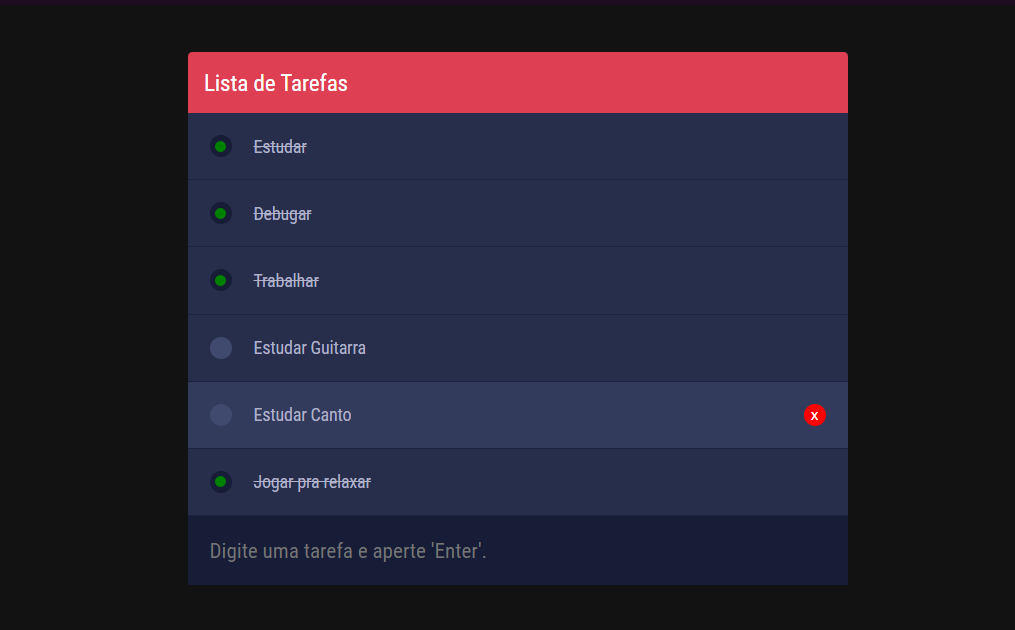 Lista de Tarefas
Estudar
Debugar
Trabalhar
Estudar Guitarra
Estudar Canto x
Jogar pra relaxar
Digite uma tarefa e aperte 'Enter'.